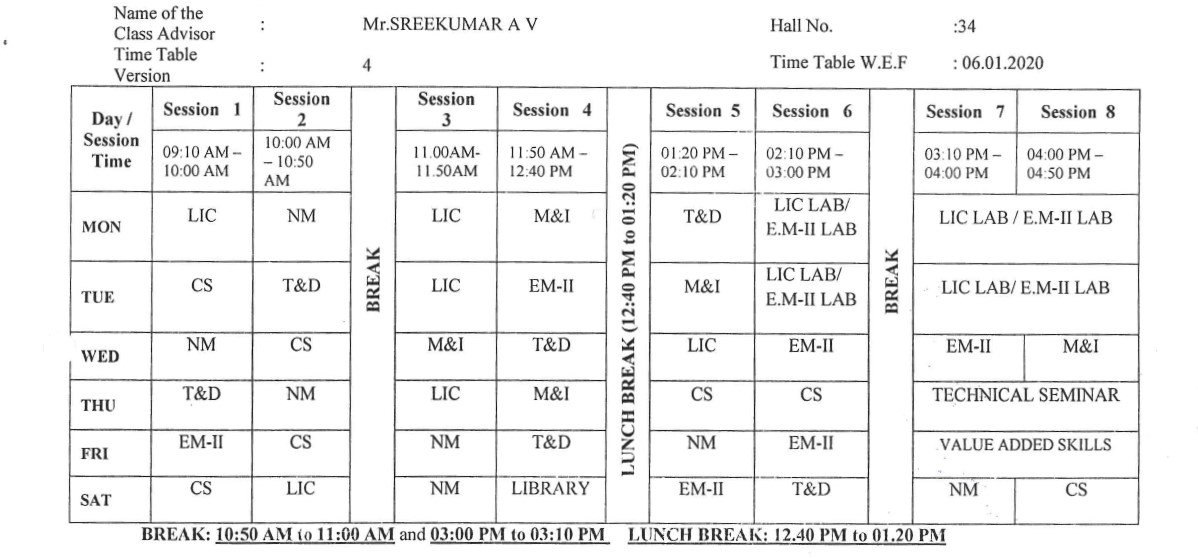 Name of the
Class Advisor : Mr.SREEKUMAR A V Hall No. :34
Time Table
Version : 4 Time Table W.E.F : 06.01.2020
Day /
Session
Time
Session 1
Session
2
BREAK
Session
3
Session 4
LUNCH BREAK (12:40 PM to 01:20 PM)
Session 5
Session 6
BREAK
Session 7
Session 8
09:10 AM –
10:00 AM
10:00 AM
– 10:50
AM
11.00AM-
11.50AM
11:50 AM –
12:40 PM
01:20 PM –
02:10 PM
02:10 PM –
03:00 PM
03:10 PM –
04:00 PM
04:00 PM –
04:50 PM
MON
LIC
NM
LIC
M&I
T&D
LIC LAB/
E.M-II LAB
LIC LAB / E.M-II LAB
TUE
CS
T&D
LIC
EM-II
M&I
LIC LAB/
E.M-II LAB
LIC LAB/ E.M-II LAB
WED
NM
CS
M&I
T&D
LIC
EM-II
EM-II
M&I
THU
T&D
NM
LIC
M&I
CS
CS
TECHNICAL SEMINAR
FRI
EM-II
CS
NM
T&D
NM
EM-II
VALUE ADDED SKILLS
SAT
CS
LIC
NM
LIBRARY
EM-II
T&D
NM
CS
BREAK: 10:50 AM to 11:00 AM and 03:00 PM to 03:10 PM LUNCH BREAK: 12.40 PM to 01.20 PM